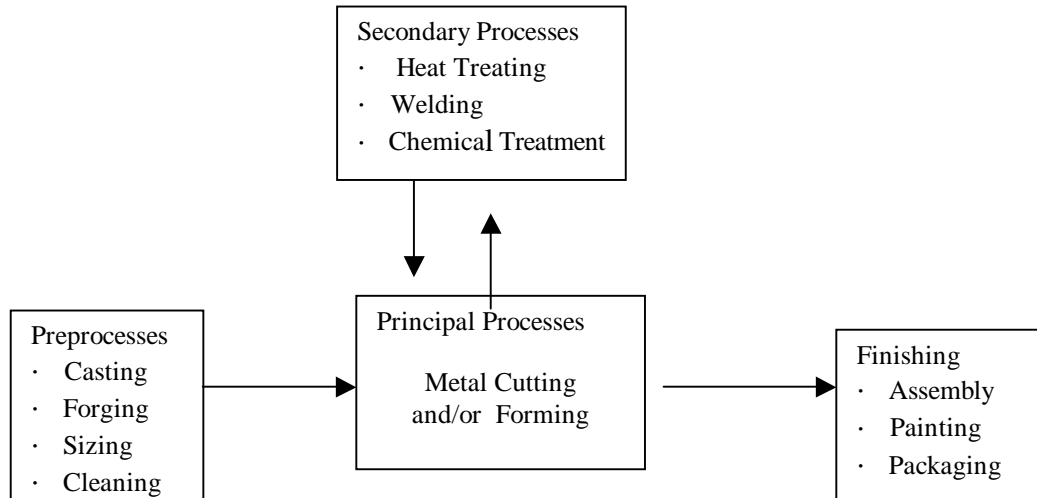 Secondary Processes
· Heat Treating
· Welding
· Chemical Treatment
Preprocesses
· Casting
· Forging
· Sizing
· Cleaning
Principal Processes
Metal Cutting
and/or Forming
Finishing
· Assembly
· Painting
· Packaging